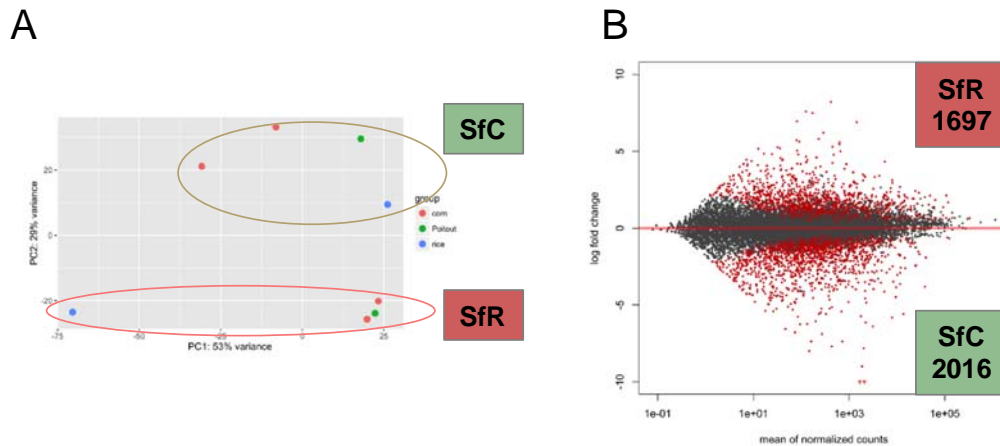 A
B
SfC
SfR
20
0
-20
-75
-50
-25
0
25
PC2: 29% variance
PC1: 53% variance
group
corn
Poitout
rice
10
5
0
-5
-10
log fold change
1e-01
1e+01
1e+03
1e+05
mean of normalized counts
SfR
1697
SfC
2016